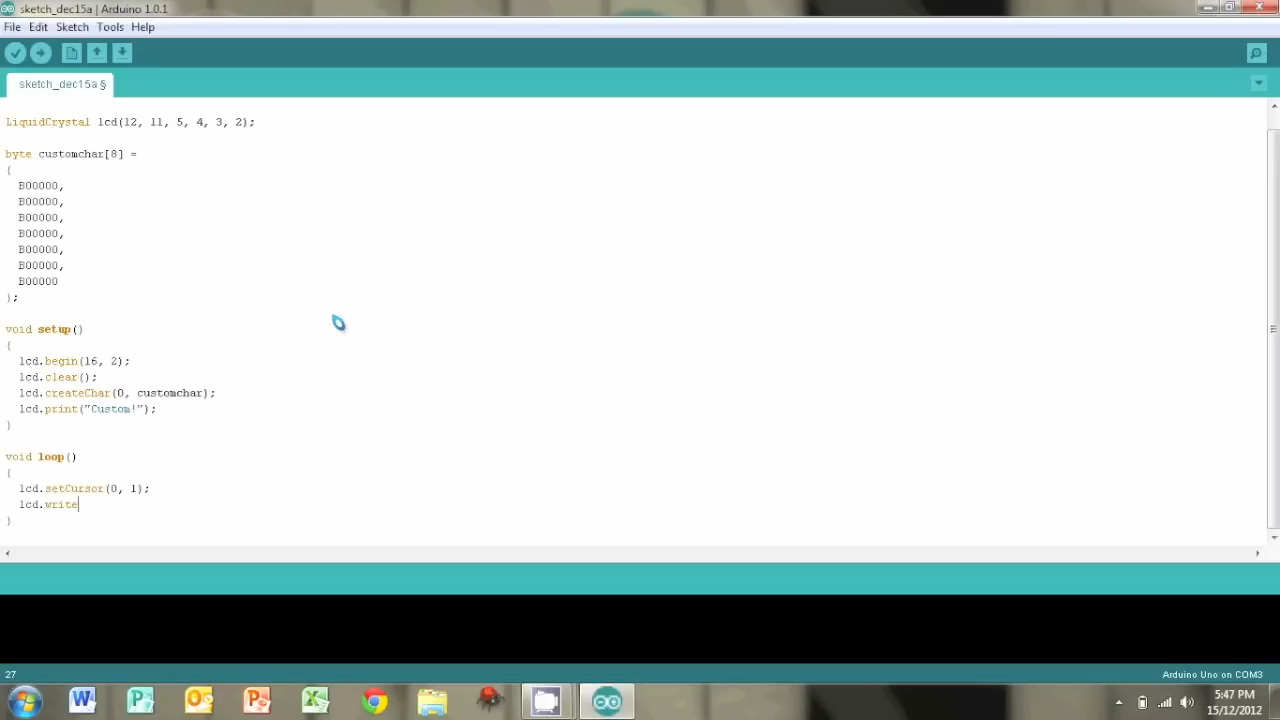 sketch_dec15a | Arduino 1.0.1
File Edit Sketch Tools Help
sketch_dec15a §
LiquidCrystal lcd(12, 11, 5, 4, 3, 2);
byte customchar[8] =
{
B00000,
B00000,
B00000,
B00000,
B00000,
B00000,
B00000
};
void setup()
{
lcd.begin(16, 2);
lcd.clear();
lcd.createChar(0, customchar);
lcd.print("Custom!");
}
void loop()
{
lcd.setCursor(0, 1);
lcd.write
}
27
Arduino Uno on COM3
5:47 PM
15/12/2012